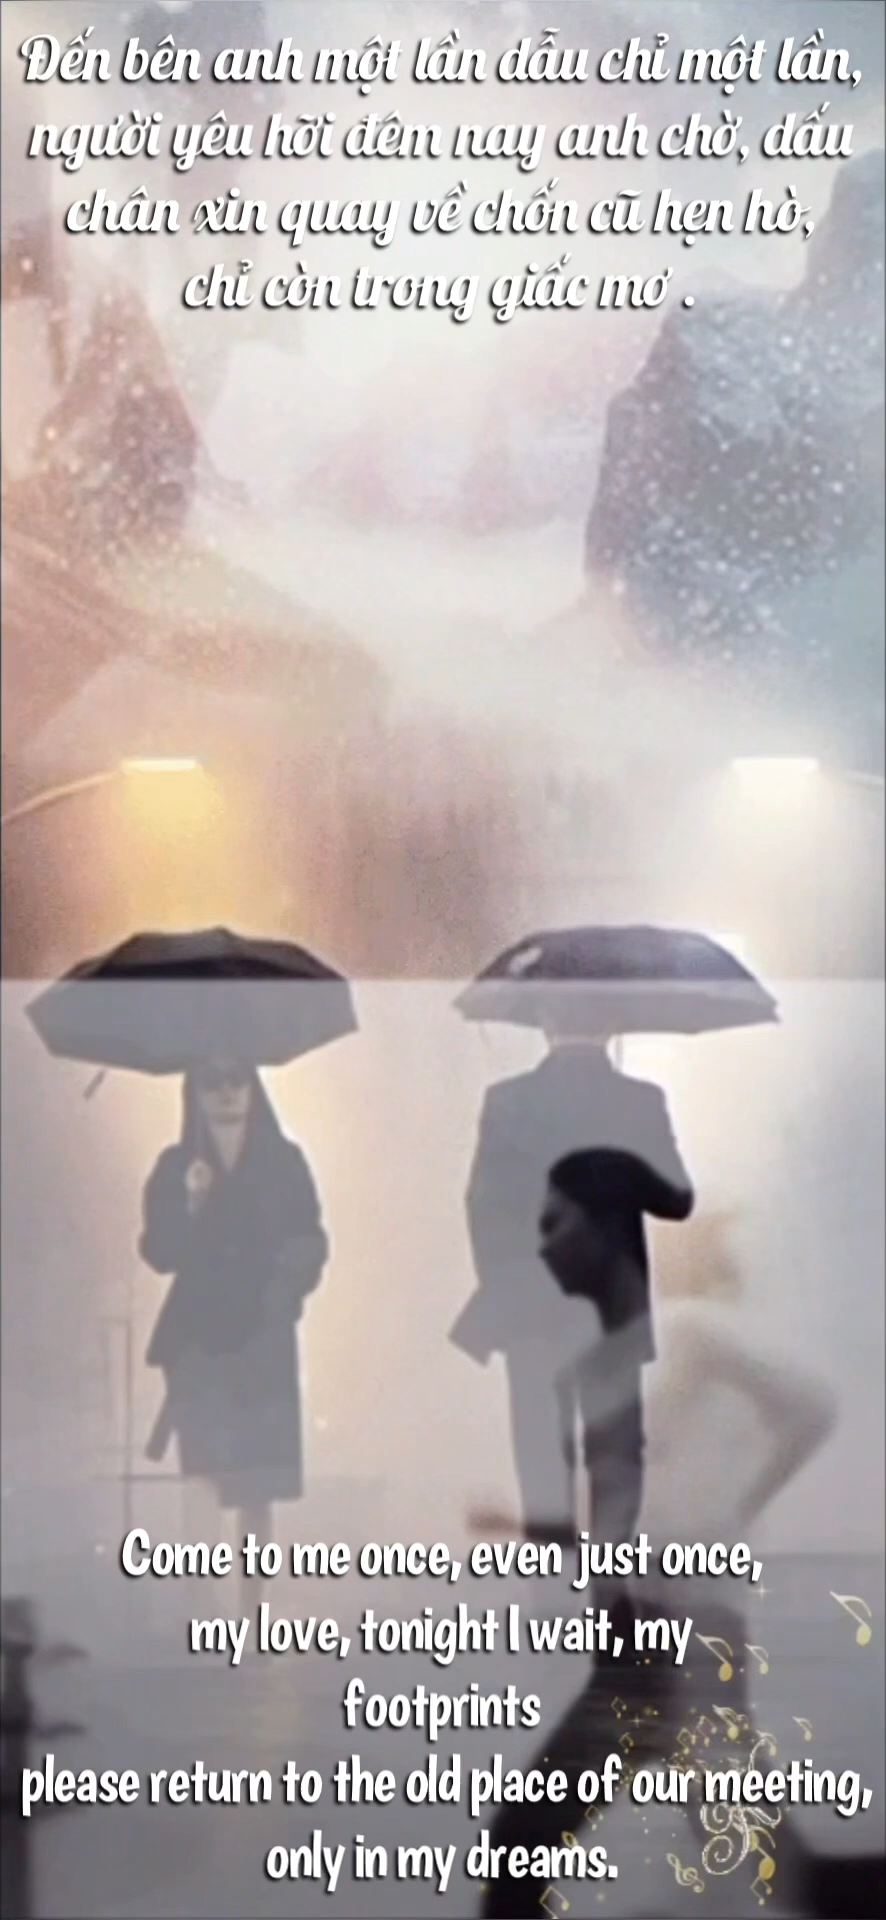 Đến bên anh một lần dẫu chỉ một lần,
người yêu hỡi đêm nay anh chờ, dấu
chân xin quay về chốn cũ hẹn hò,
chỉ còn trong giấc mơ .
Come to me once, even just once,
my love, tonight I wait, my
footprints
please return to the old place of our meeting,
only in my dreams.